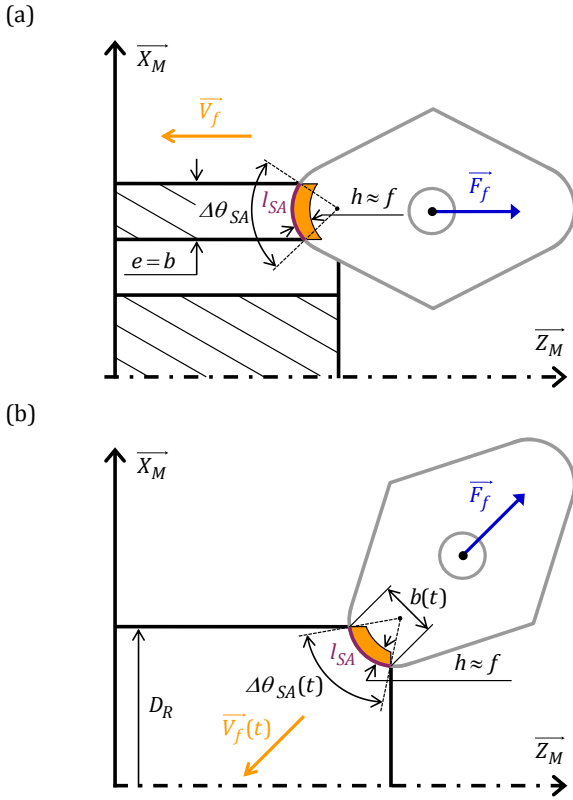 (a)
X_M
V_f
Δθ_SA
l_SA
h ≈ f
F_f
e = b
Z_M
(b)
X_M
F_f
b(t)
l_SA
Δθ_SA(t)
h ≈ f
D_R
V_f(t)
Z_M